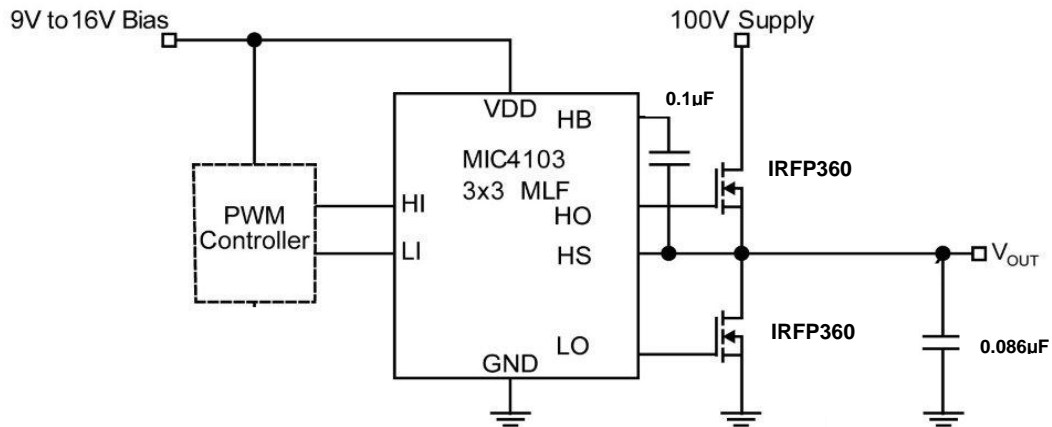 9V to 16V Bias
100V Supply
VDD
HB
0.1µF
MIC4103
3x3 MLF
IRFP360
HI
HO
PWM
Controller
LI
HS
V_OUT
LO
IRFP360
0.086µF
GND